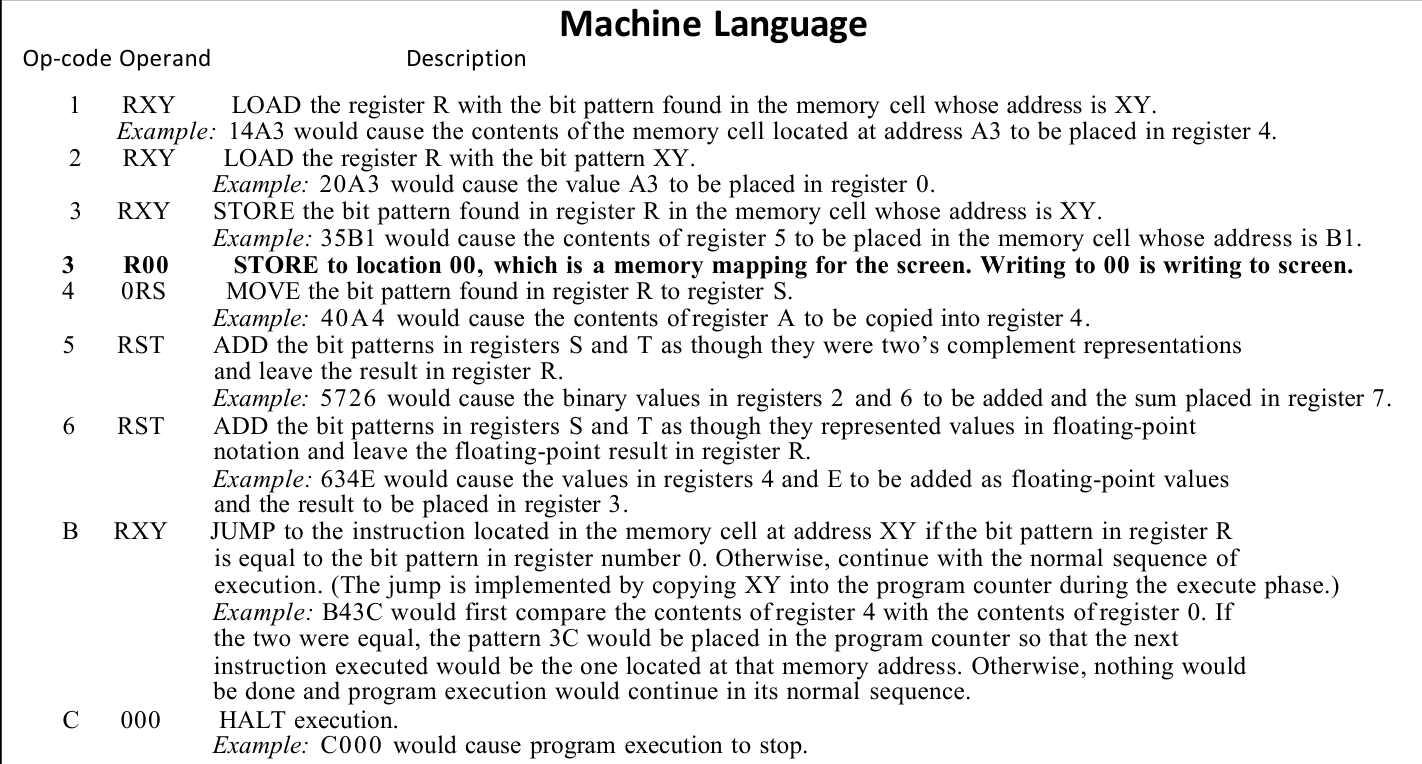 Machine Language
Op-code Operand Description
1 RXY LOAD the register R with the bit pattern found in the memory cell whose address is XY.
Example: 14A3 would cause the contents of the memory cell located at address A3 to be placed in register 4.
2 RXY LOAD the register R with the bit pattern XY.
Example: 20A3 would cause the value A3 to be placed in register 0.
3 RXY STORE the bit pattern found in register R in the memory cell whose address is XY.
Example: 35B1 would cause the contents of register 5 to be placed in the memory cell whose address is B1.
3 R00 STORE to location 00, which is a memory mapping for the screen. Writing to 00 is writing to screen.
4 0RS MOVE the bit pattern found in register R to register S.
Example: 40A4 would cause the contents of register A to be copied into register 4.
5 RST ADD the bit patterns in registers S and T as though they were two’s complement representations
and leave the result in register R.
Example: 5726 would cause the binary values in registers 2 and 6 to be added and the sum placed in register 7.
6 RST ADD the bit patterns in registers S and T as though they represented values in floating-point
notation and leave the floating-point result in register R.
Example: 634E would cause the values in registers 4 and E to be added as floating-point values
and the result to be placed in register 3.
B RXY JUMP to the instruction located in the memory cell at address XY if the bit pattern in register R
is equal to the bit pattern in register number 0. Otherwise, continue with the normal sequence of
execution. (The jump is implemented by copying XY into the program counter during the execute phase.)
Example: B43C would first compare the contents of register 4 with the contents of register 0. If
the two were equal, the pattern 3C would be placed in the program counter so that the next
instruction executed would be the one located at that memory address. Otherwise, nothing would
be done and program execution would continue in its normal sequence.
C 000 HALT execution.
Example: C000 would cause program execution to stop.